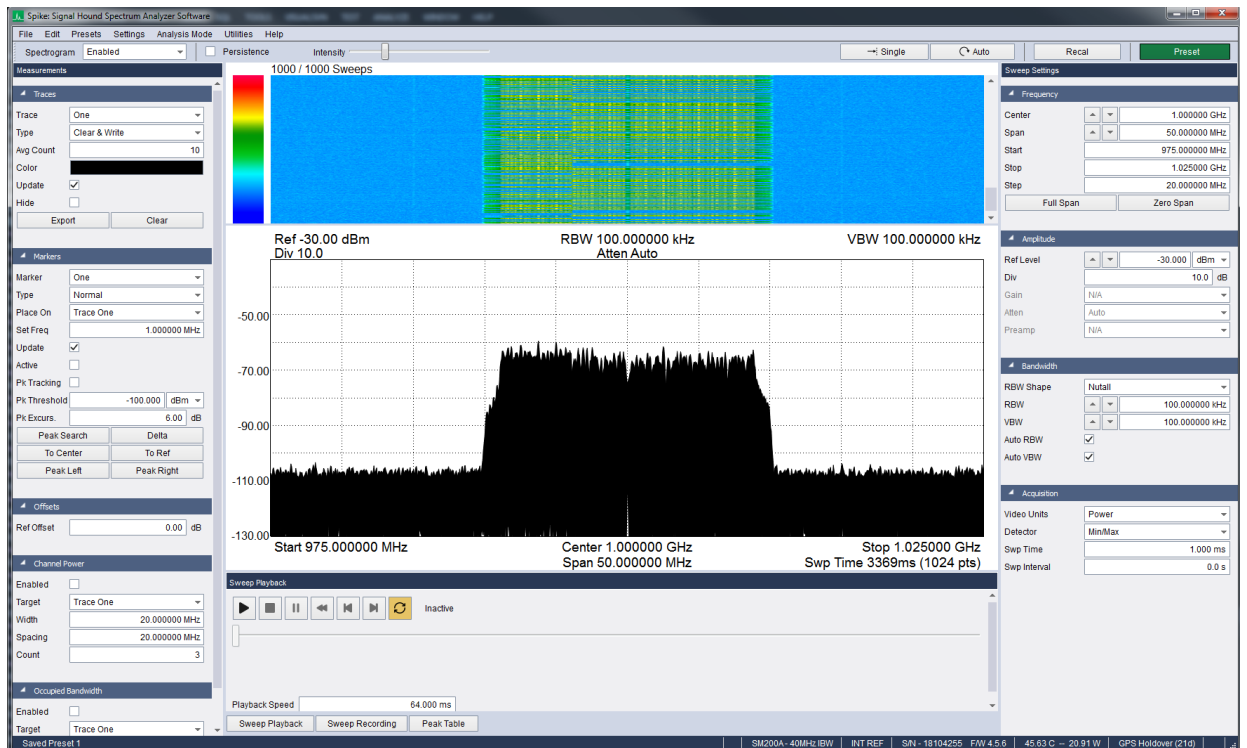 Spike: Signal Hound Spectrum Analyzer Software
File Edit Presets Settings Analysis Mode Utilities Help
Spectrogram Enabled Persistence Intensity Single Auto Recal Preset
Measurements
Traces
Trace One
Type Clear & Write
Avg Count 10
Color
Update
Hide
Export Clear
Markers
Marker One
Type Normal
Place On Trace One
Set Freq 1.000000 MHz
Update
Active
Pk Tracking
Pk Threshold -100.000 dBm
Pk Excurs. 6.00 dB
Peak Search Delta
To Center To Ref
Peak Left Peak Right
Offsets
Ref Offset 0.00 dB
Channel Power
Enabled
Target Trace One
Width 20.000000 MHz
Spacing 20.000000 MHz
Count 3
Occupied Bandwidth
Enabled
Target Trace One
1000 / 1000 Sweeps
Ref -30.00 dBm RBW 100.000000 kHz VBW 100.000000 kHz
Div 10.0 Atten Auto
-50.00
-70.00
-90.00
-110.00
-130.00
Start 975.000000 MHz Center 1.000000 GHz Stop 1.025000 GHz
Span 50.000000 MHz Swp Time 3369ms (1024 pts)
Sweep Playback
Inactive
Playback Speed 64.000 ms
Sweep Playback Sweep Recording Peak Table
Sweep Settings
Frequency
Center 1.000000 GHz
Span 50.000000 MHz
Start 975.000000 MHz
Stop 1.025000 GHz
Step 20.000000 MHz
Full Span Zero Span
Amplitude
Ref Level -30.000 dBm
Div 10.0 dB
Gain N/A
Atten Auto
Preamp N/A
Bandwidth
RBW Shape Nutall
RBW 100.000000 kHz
VBW 100.000000 kHz
Auto RBW
Auto VBW
Acquisition
Video Units Power
Detector Min/Max
Swp Time 1.000 ms
Swp Interval 0.0 s
Saved Preset 1 SM200A - 40MHz IBW INT REF S/N - 18104255 F/W 4.5.6 45.63 C -- 20.91 W GPS Holdover (21d)